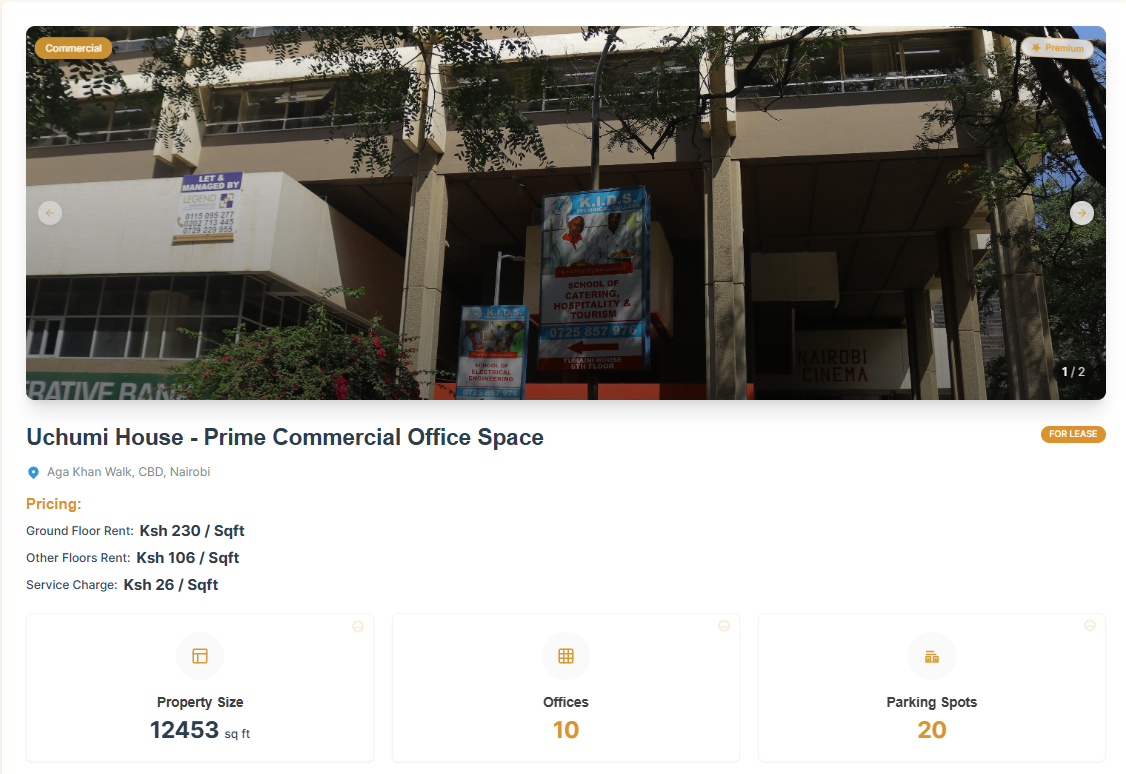 Commercial
Premium
LET &
MANAGED BY
LEGEND
0115 095 277
0202 713 445
0729 229 955
K.I.D.S.
SCHOOL OF
CATERING,
HOSPITALITY &
TOURISM
0725 857 976
TUMAINI HOUSE
6TH FLOOR
K.I.D.S.
SCHOOL OF
ELECTRICAL
ENGINEERING
0725 857 976
NAIROBI
CINEMA
ERATIVE BANK
1 / 2
Uchumi House - Prime Commercial Office Space
FOR LEASE
Aga Khan Walk, CBD, Nairobi
Pricing:
Ground Floor Rent: Ksh 230 / Sqft
Other Floors Rent: Ksh 106 / Sqft
Service Charge: Ksh 26 / Sqft
Property Size
12453 sq ft
Offices
10
Parking Spots
20